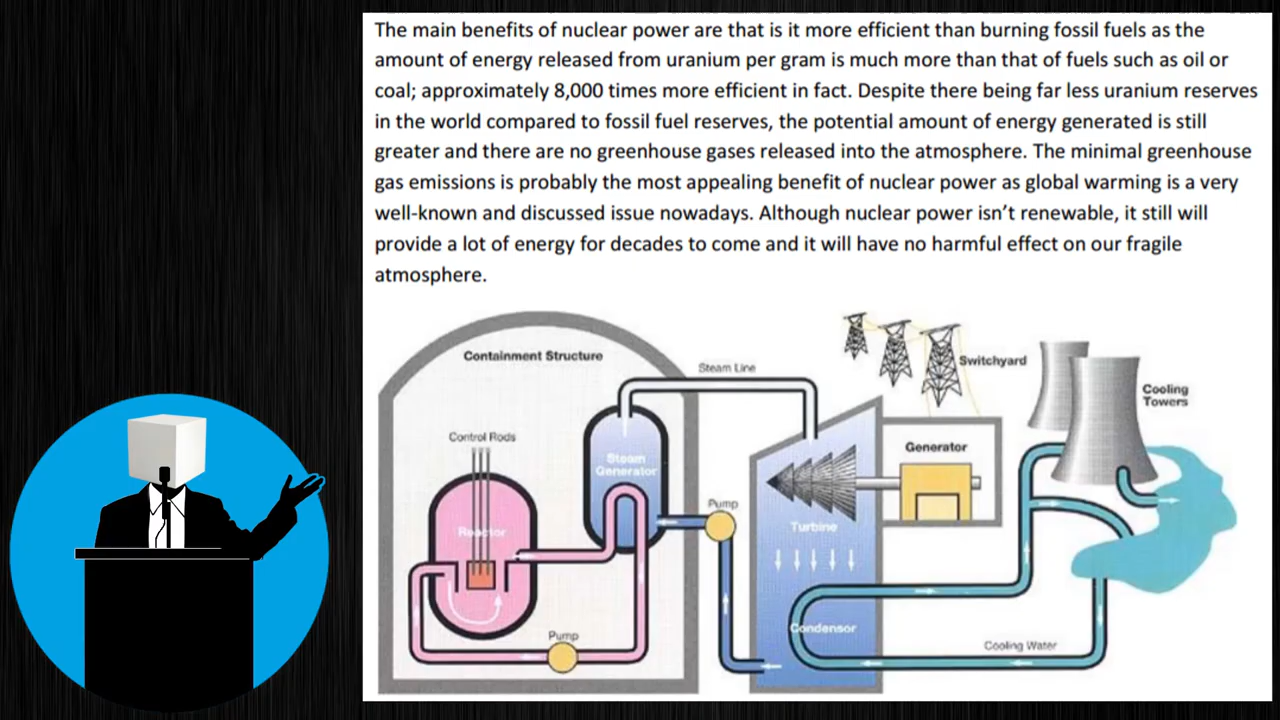 The main benefits of nuclear power are that is it more efficient than burning fossil fuels as the
amount of energy released from uranium per gram is much more than that of fuels such as oil or
coal; approximately 8,000 times more efficient in fact. Despite there being far less uranium reserves
in the world compared to fossil fuel reserves, the potential amount of energy generated is still
greater and there are no greenhouse gases released into the atmosphere. The minimal greenhouse
gas emissions is probably the most appealing benefit of nuclear power as global warming is a very
well-known and discussed issue nowadays. Although nuclear power isn’t renewable, it still will
provide a lot of energy for decades to come and it will have no harmful effect on our fragile
atmosphere.
Containment Structure
Steam Line
Switchyard
Cooling
Towers
Control Rods
Generator
Steam
Generator
Pump
Reactor
Turbine
Condensor
Pump
Cooling Water